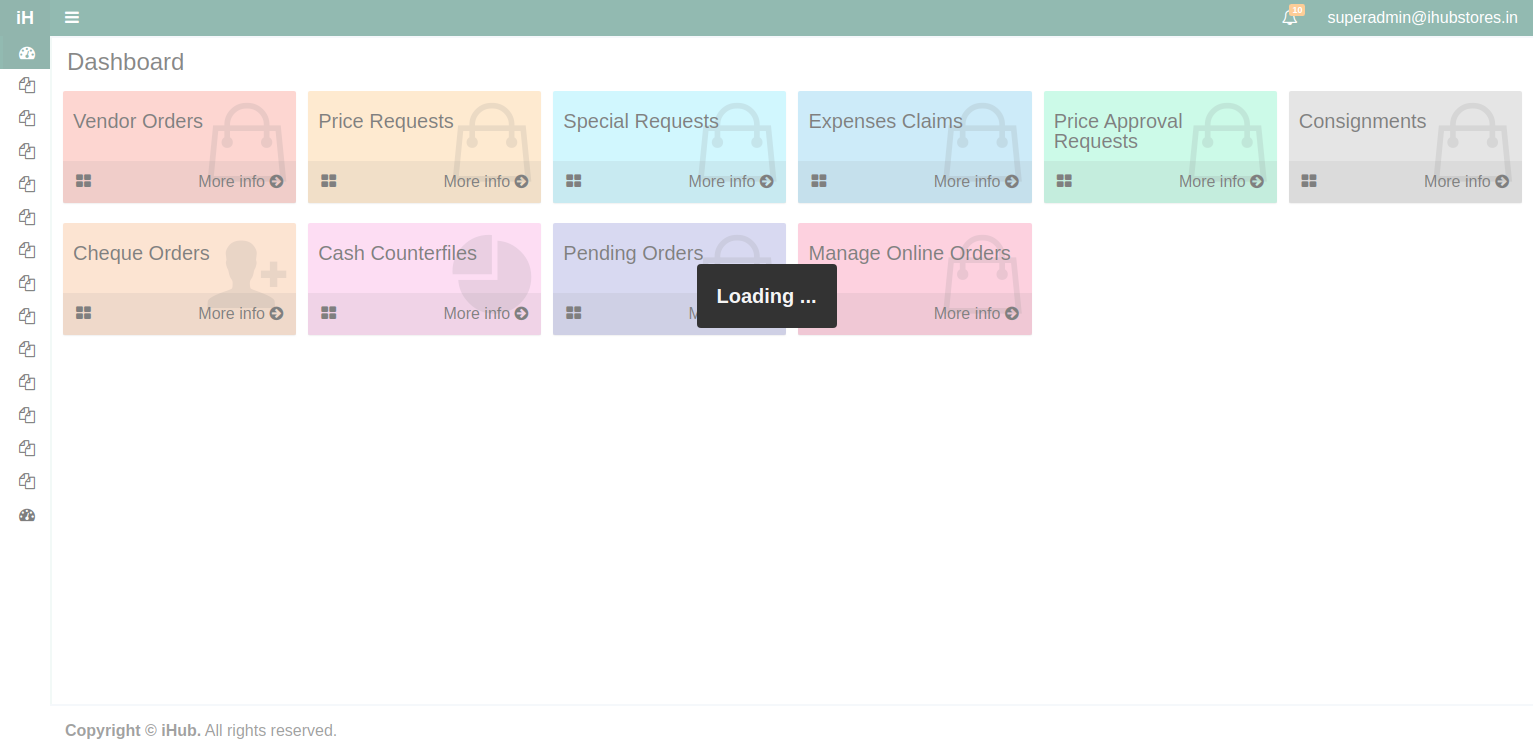 iH
10
superadmin@ihubstores.in
Dashboard
Vendor Orders
More info
Price Requests
More info
Special Requests
More info
Expenses Claims
More info
Price Approval
Requests
More info
Consignments
More info
Cheque Orders
More info
Cash Counterfiles
More info
Pending Orders
Manage Online Orders
More info
Loading ...
Copyright © iHub. All rights reserved.